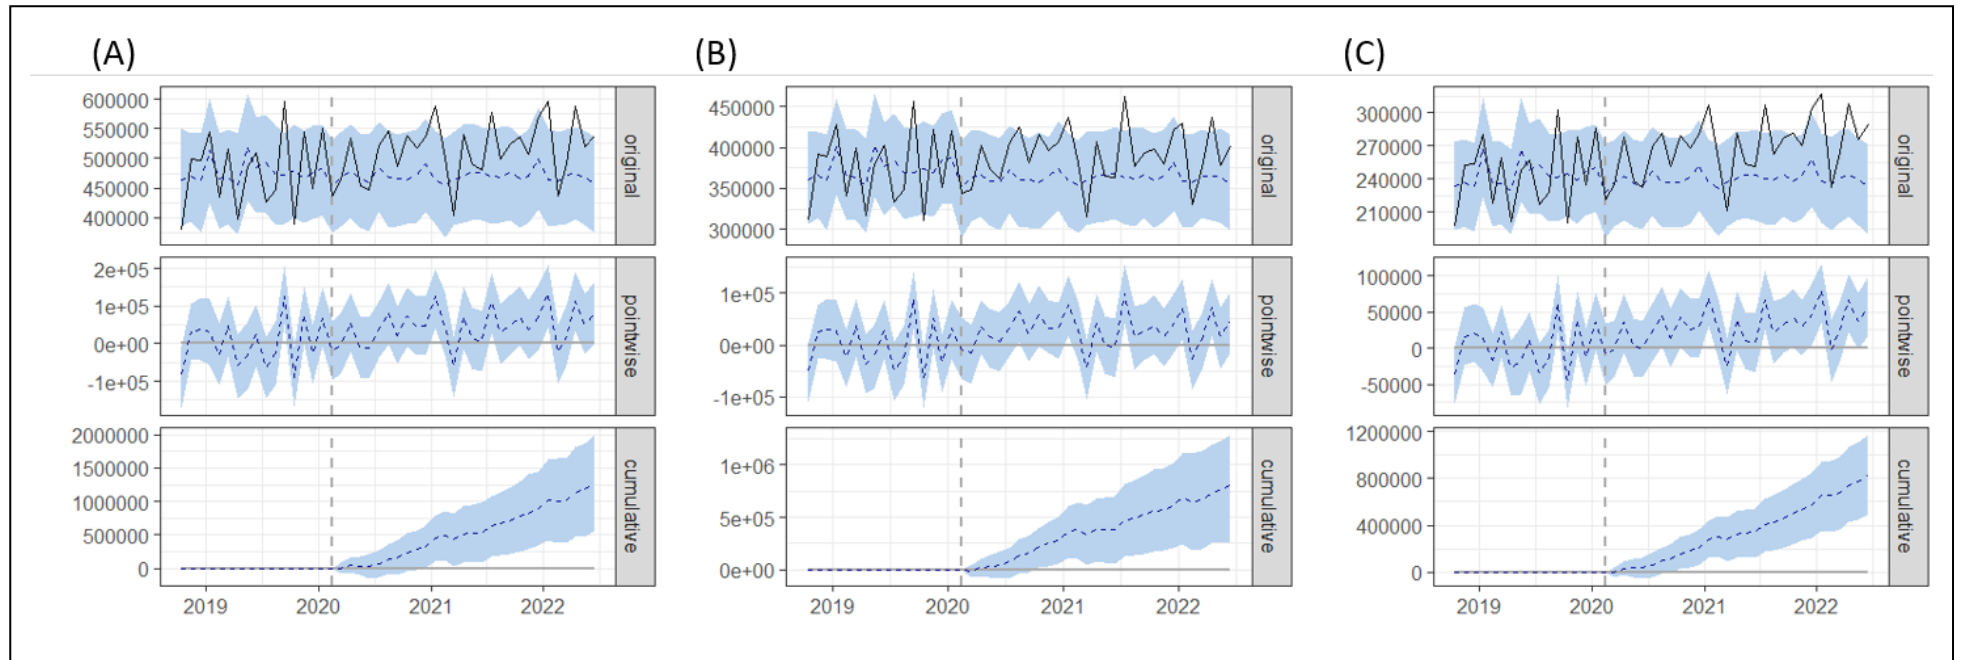 (A) (B) (C)
600000
550000
500000
450000
400000
original
2e+05
1e+05
0e+00
-1e+05
pointwise
2000000
1500000
1000000
500000
0
cumulative
2019 2020 2021 2022
450000
400000
350000
300000
original
1e+05
0e+00
-1e+05
pointwise
1e+06
5e+05
0e+00
cumulative
2019 2020 2021 2022
300000
270000
240000
210000
original
100000
50000
0
-50000
pointwise
1200000
800000
400000
0
cumulative
2019 2020 2021 2022